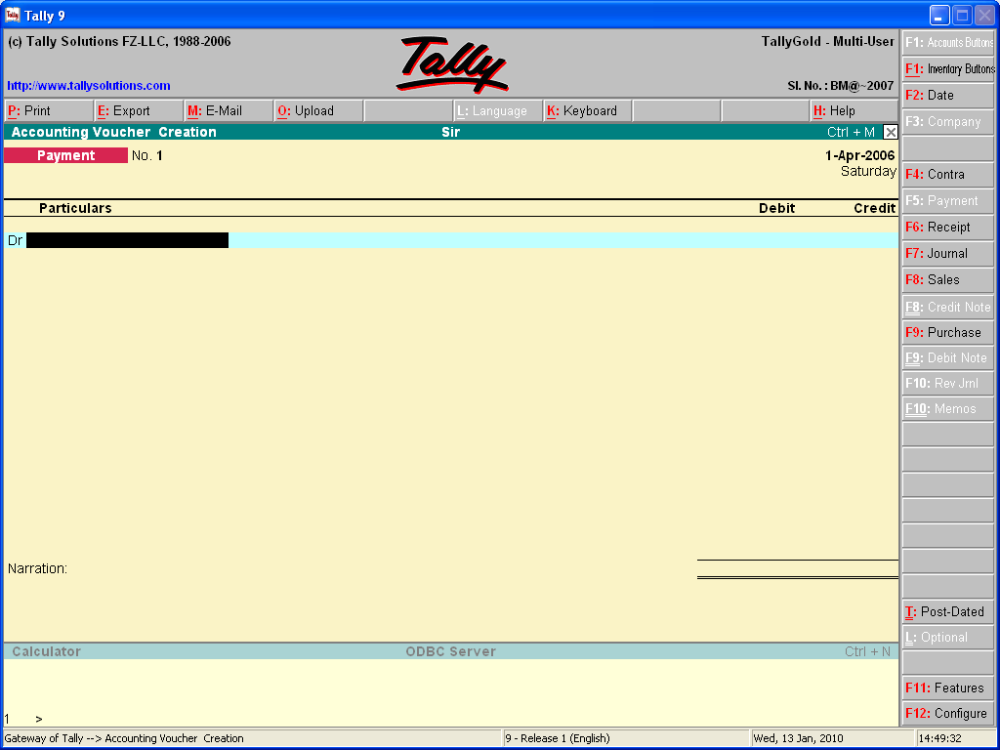 Tally 9
(c) Tally Solutions FZ-LLC, 1988-2006
Tally
TallyGold - Multi-User
http://www.tallysolutions.com
Sl. No. : BM@~2007
P: Print
E: Export
M: E-Mail
O: Upload
L: Language
K: Keyboard
H: Help
Accounting Voucher Creation
Sir
Ctrl + M
Payment
No. 1
1-Apr-2006
Saturday
Particulars
Debit
Credit
Dr
Narration:
Calculator
ODBC Server
Ctrl + N
1 >
F1: Accounts Buttons
F1: Inventory Buttons
F2: Date
F3: Company
F4: Contra
F5: Payment
F6: Receipt
F7: Journal
F8: Sales
F8: Credit Note
F9: Purchase
F9: Debit Note
F10: Rev Jrnl
F10: Memos
T: Post-Dated
L: Optional
F11: Features
F12: Configure
Gateway of Tally --> Accounting Voucher Creation
9 - Release 1 (English)
Wed, 13 Jan, 2010
14:49:32